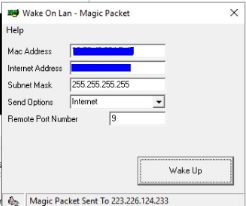 Wake On Lan - Magic Packet
Help
Mac Address
Internet Address
Subnet Mask 255.255.255.255
Send Options Internet
Remote Port Number 9
Wake Up
Magic Packet Sent To 223.226.124.233